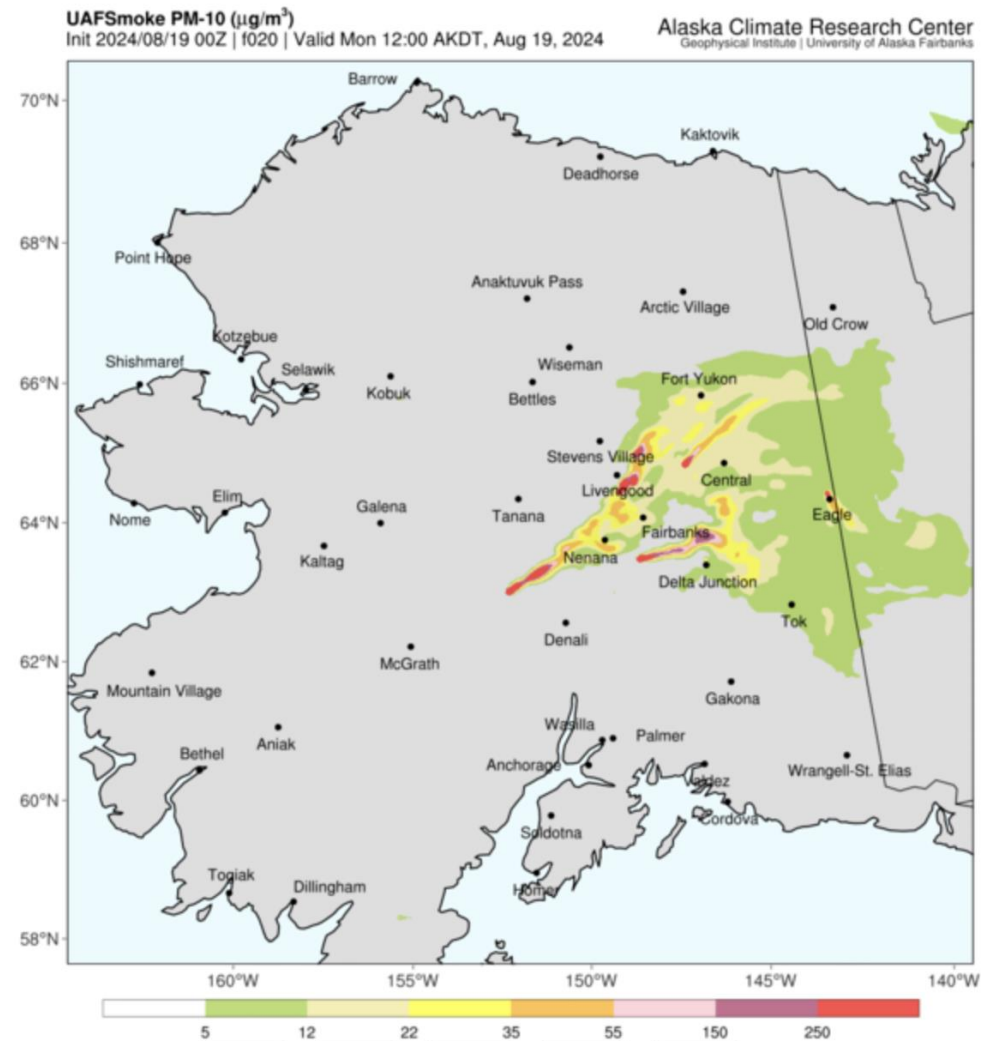 UAFSmoke PM-10 (μg/m³)
Init 2024/08/19 00Z | f020 | Valid Mon 12:00 AKDT, Aug 19, 2024
Alaska Climate Research Center
Geophysical Institute | University of Alaska Fairbanks
Barrow
70°N
Kaktovik
Deadhorse
68°N
Point Hope
Anaktuvuk Pass
Arctic Village
Old Crow
Kotzebue
Shishmaref
Selawik
Wiseman
66°N
Fort Yukon
Kobuk
Bettles
Stevens Village
Central
Livengood
Elim
Galena
Tanana
Eagle
64°N
Nome
Fairbanks
Kaltag
Nenana
Delta Junction
Tok
Denali
62°N
McGrath
Mountain Village
Gakona
Wasilla
Palmer
Aniak
Bethel
Anchorage
Wrangell-St. Elias
Valdez
60°N
Cordova
Soldotna
Togiak
Dillingham
Homer
58°N
160°W 155°W 150°W 145°W 140°W
5 12 22 35 55 150 250